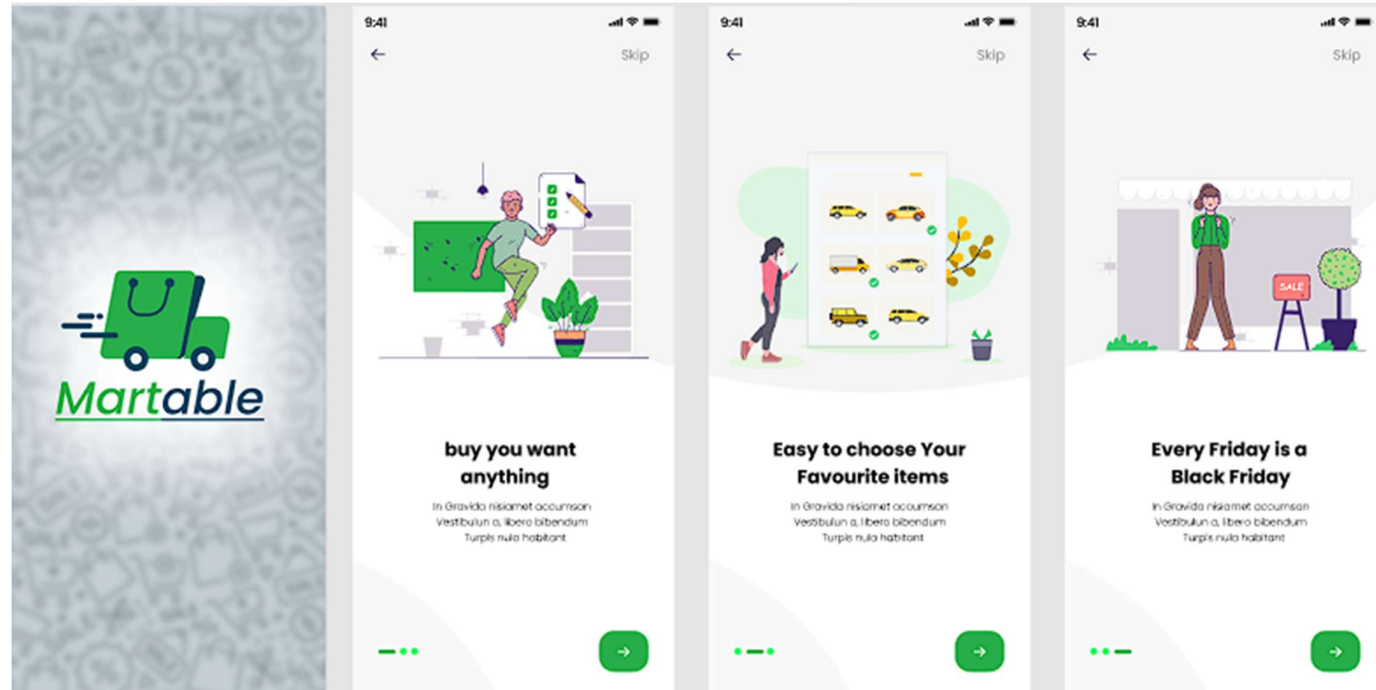 Martable
9:41
Skip
buy you want
anything
In Gravida nisiamet accumsan
Vestibulun a, libero bibendum
Turpis nula habitant
9:41
Skip
Easy to choose Your
Favourite items
In Gravida nisiamet accumsan
Vestibulun a, libero bibendum
Turpis nula habitant
9:41
Skip
SALE
Every Friday is a
Black Friday
In Gravida nisiamet accumsan
Vestibulun a, libero bibendum
Turpis nula habitant